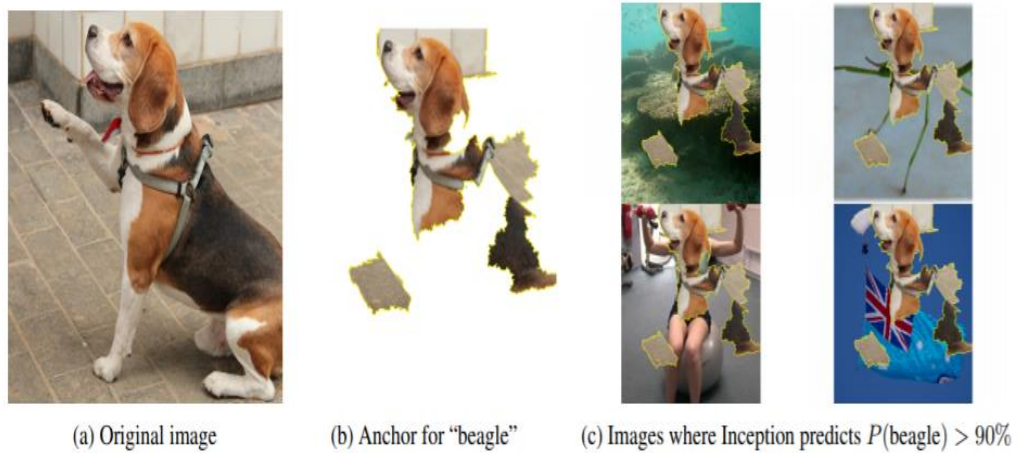 (a) Original image
(b) Anchor for “beagle”
(c) Images where Inception predicts P(beagle) > 90%